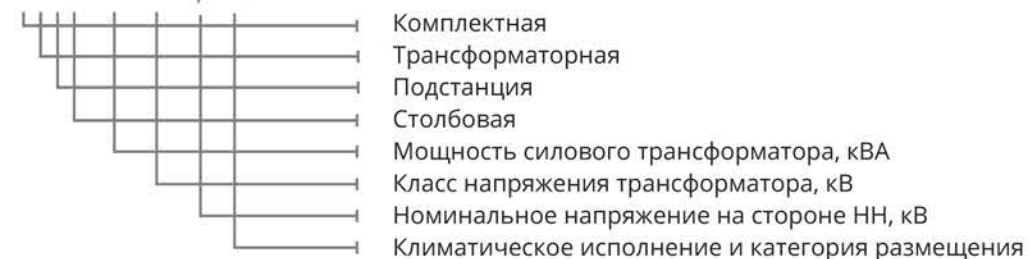 Комплектная
Трансформаторная
Подстанция
Столбовая
Мощность силового трансформатора, кВА
Класс напряжения трансформатора, кВ
Номинальное напряжение на стороне НН, кВ
Климатическое исполнение и категория размещения